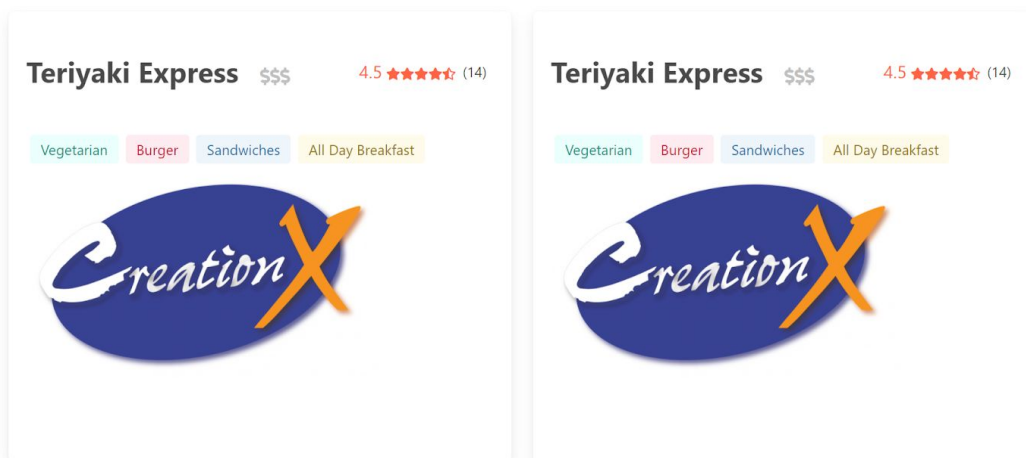 Teriyaki Express $$$ 4.5 (14)
Vegetarian Burger Sandwiches All Day Breakfast
CreationX
Teriyaki Express $$$ 4.5 (14)
Vegetarian Burger Sandwiches All Day Breakfast
CreationX